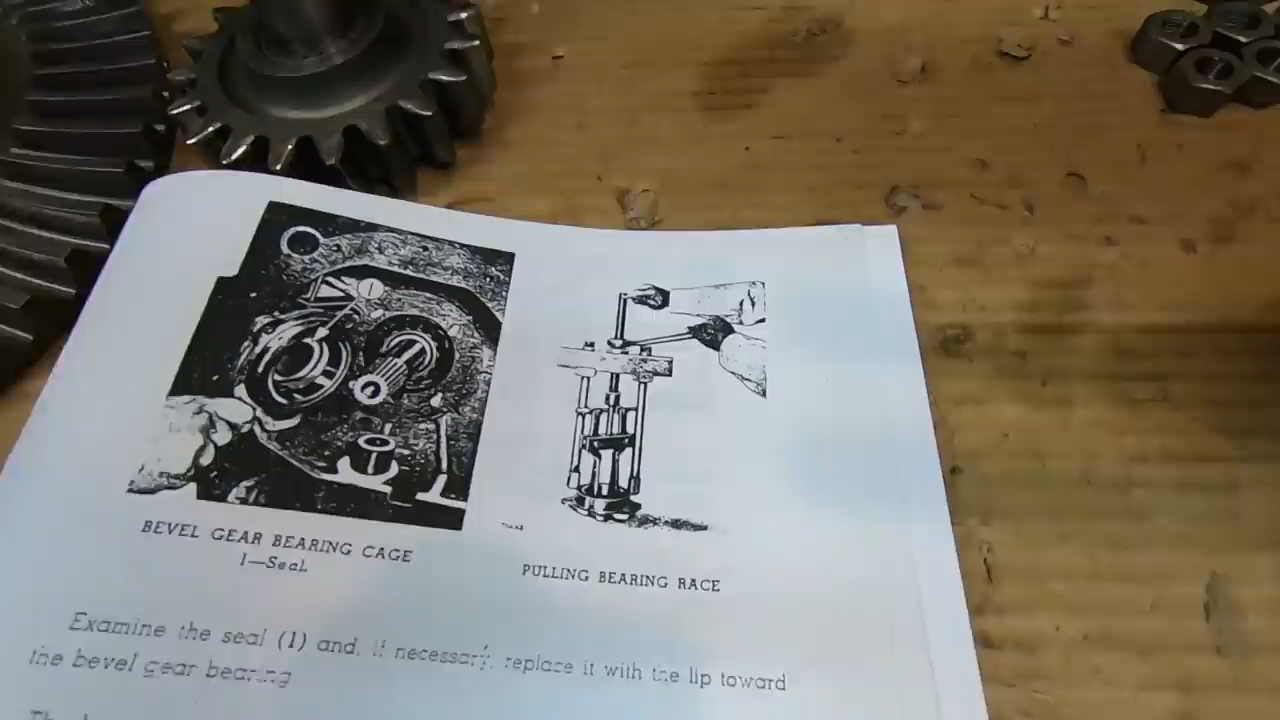 BEVEL GEAR BEARING CAGE
1—Seal.
PULLING BEARING RACE
Examine the seal (1) and, if necessary, replace it with the lip toward
the bevel gear bearing.